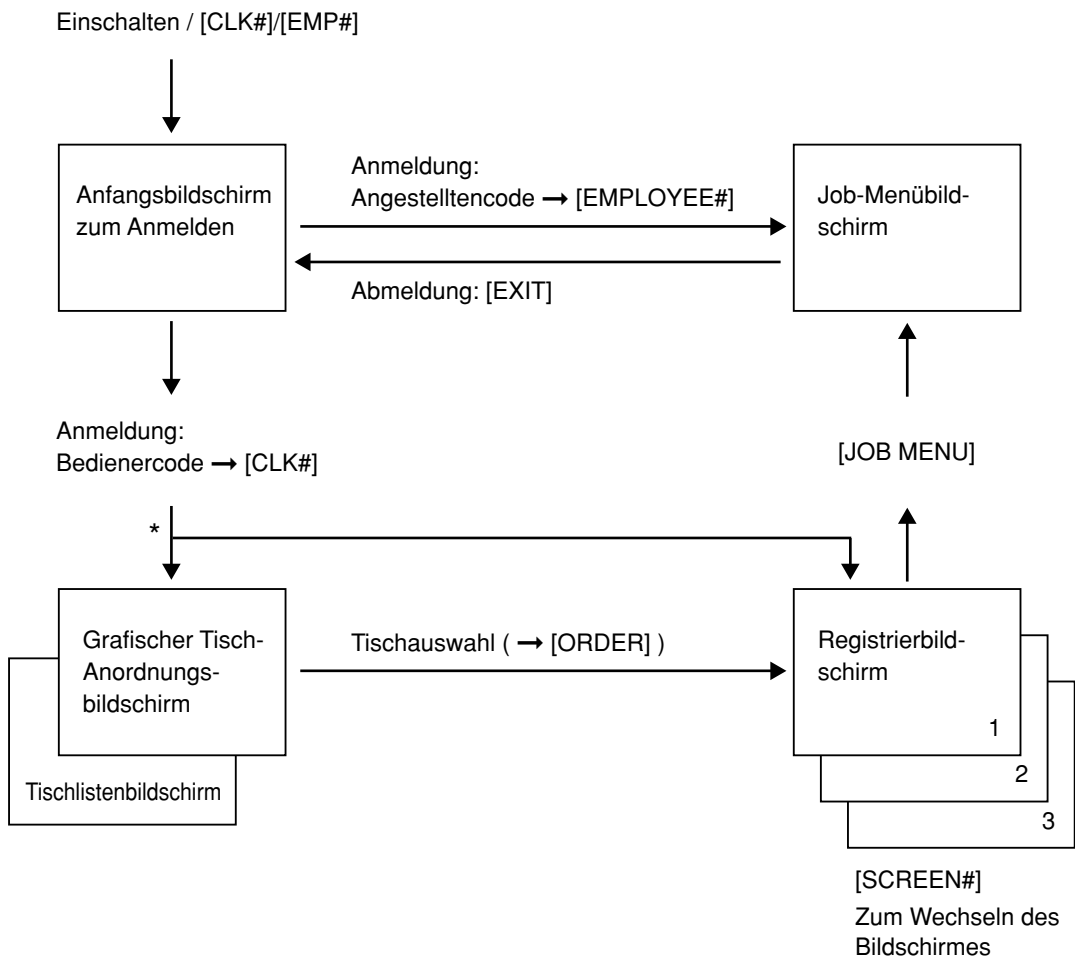 Einschalten / [CLK#]/[EMP#]
Anfangsbildschirm
zum Anmelden
Anmeldung:
Angestelltencode ➞ [EMPLOYEE#]
Abmeldung: [EXIT]
Job-Menübild-
schirm
Anmeldung:
Bedienercode ➞ [CLK#]
[JOB MENU]
*
Grafischer Tisch-
Anordnungs-
bildschirm
Tischlistenbildschirm
Tischauswahl ( ➞ [ORDER] )
Registrierbild-
schirm
1
2
3
[SCREEN#]
Zum Wechseln des
Bildschirmes